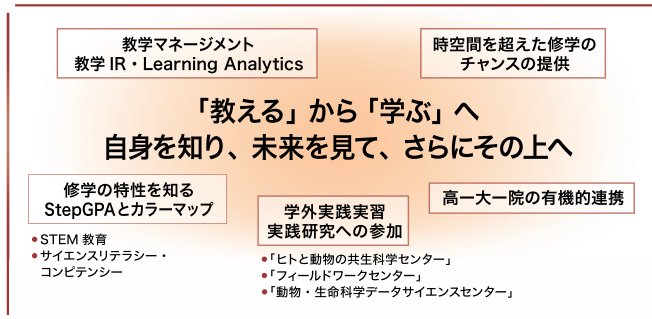 教学マネージメント
教学 IR・Learning Analytics
時空間を超えた修学の
チャンスの提供
「教える」から「学ぶ」へ
自身を知り、未来を見て、さらにその上へ
修学の特性を知る
StepGPAとカラーマップ
●STEM 教育
●サイエンスリテラシー・
コンピテンシー
学外実践実習
実践研究への参加
●「ヒトと動物の共生科学センター」
●「フィールドワークセンター」
●「動物・生命科学データサイエンスセンター」
高ー大ー院の有機的連携